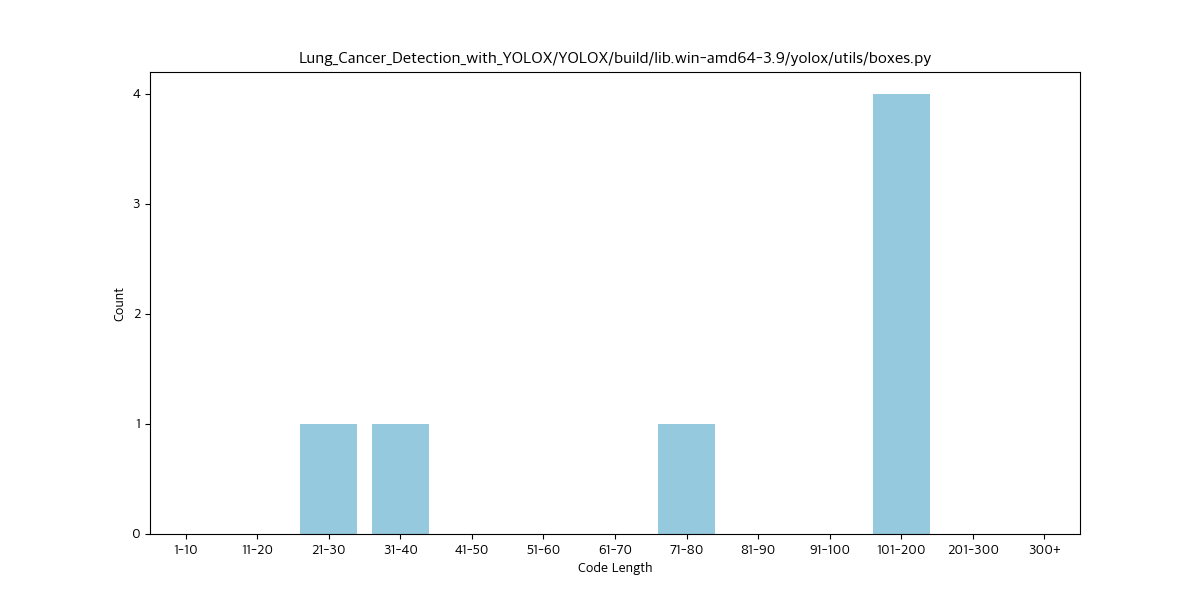 Lung_Cancer_Detection_with_YOLOX/YOLOX/build/lib.win-amd64-3.9/yolox/utils/boxes.py
4
3
2
1
0
Count
1-10 11-20 21-30 31-40 41-50 51-60 61-70 71-80 81-90 91-100 101-200 201-300 300+
Code Length